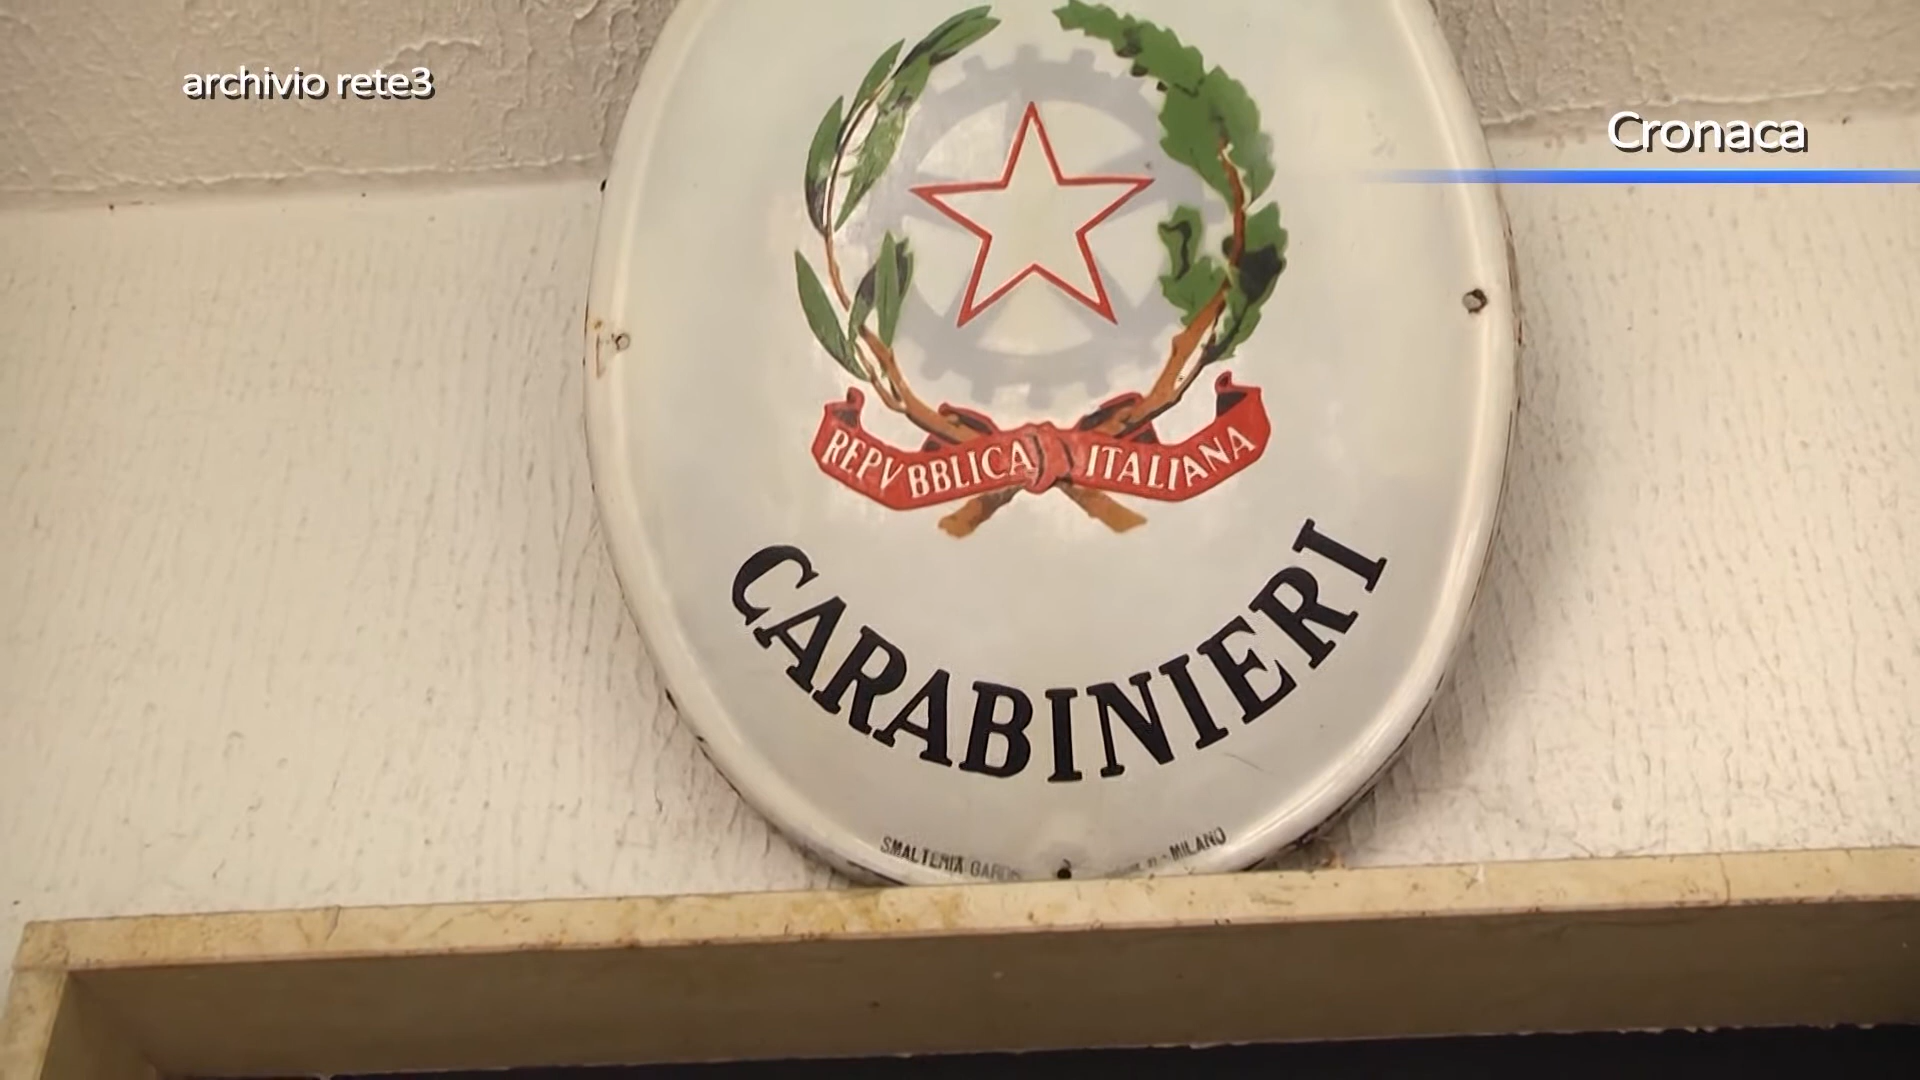 archivio rete3
Cronaca
REPVBBLICA ITALIANA
CARABINIERI
SMALTERIA
MILANO